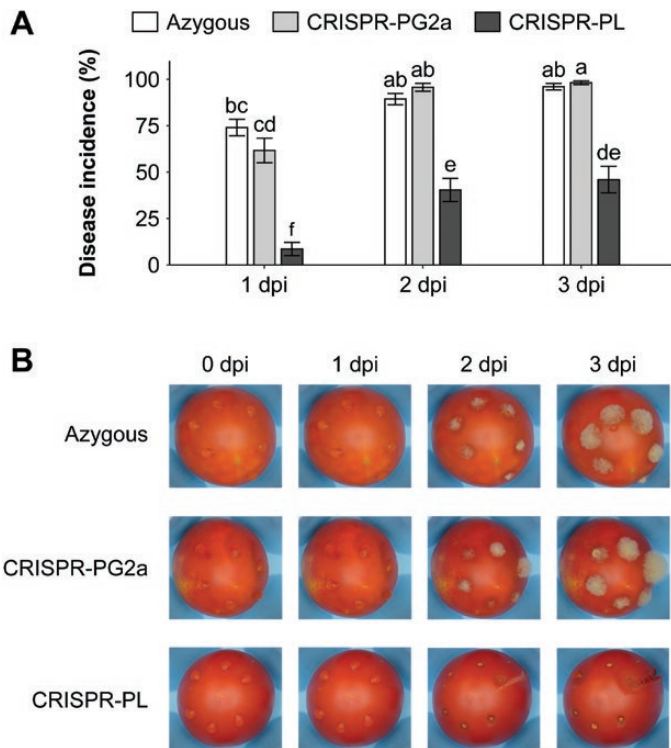 A
Azygous CRISPR-PG2a CRISPR-PL
Disease incidence (%)
100
75
50
25
0
bc
cd
f
ab
ab
e
ab
a
de
1 dpi 2 dpi 3 dpi
B
0 dpi 1 dpi 2 dpi 3 dpi
Azygous
CRISPR-PG2a
CRISPR-PL